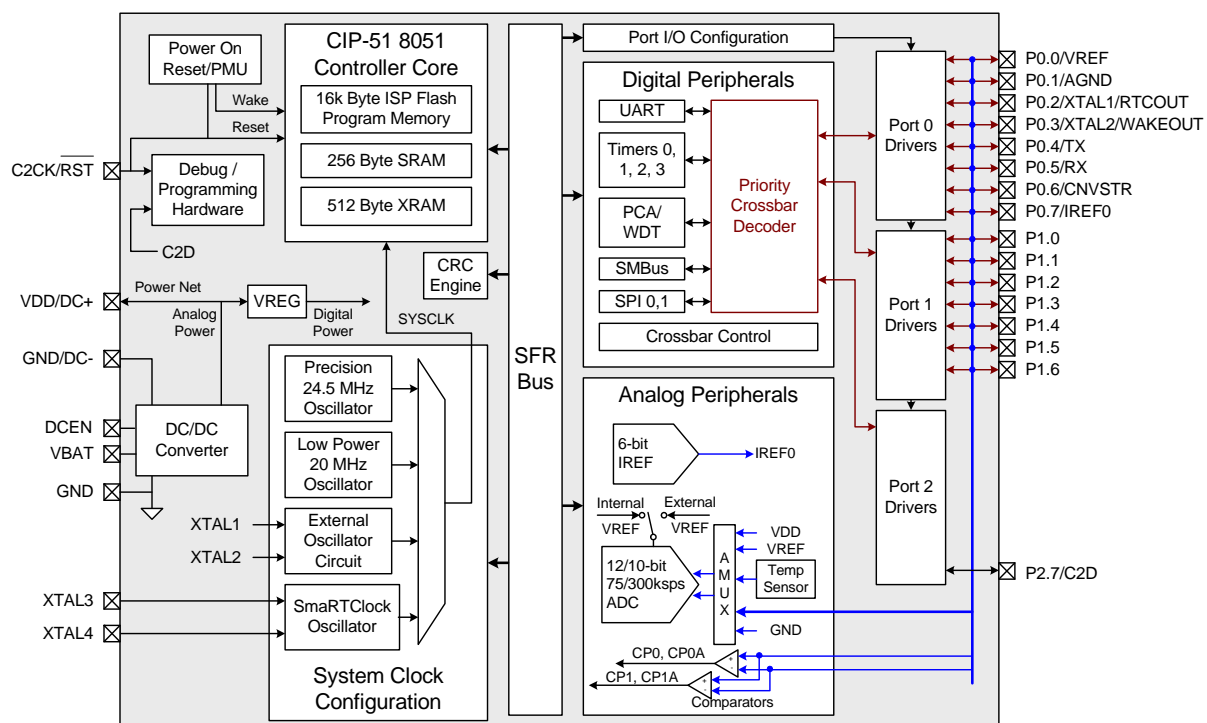 Power On
Reset/PMU
Wake
Reset
C2CK/RST
Debug /
Programming
Hardware
C2D
VDD/DC+
Power Net
Analog
Power
VREG
Digital
Power
GND/DC-
DCEN
VBAT
GND
DC/DC
Converter
XTAL1
XTAL2
XTAL3
XTAL4
CIP-51 8051
Controller Core
16k Byte ISP Flash
Program Memory
256 Byte SRAM
512 Byte XRAM
CRC
Engine
SYSCLK
Precision
24.5 MHz
Oscillator
Low Power
20 MHz
Oscillator
External
Oscillator
Circuit
SmaRTClock
Oscillator
System Clock
Configuration
SFR
Bus
Port I/O Configuration
Digital Peripherals
UART
Timers 0,
1, 2, 3
PCA/
WDT
SMBus
SPI 0,1
Priority
Crossbar
Decoder
Crossbar Control
Analog Peripherals
6-bit
IREF
IREF0
Internal
VREF
External
VREF
12/10-bit
75/300ksps
ADC
A
M
U
X
VDD
VREF
Temp
Sensor
GND
CP0, CP0A
+
-
CP1, CP1A
+
-
Comparators
Port 0
Drivers
Port 1
Drivers
Port 2
Drivers
P0.0/VREF
P0.1/AGND
P0.2/XTAL1/RTCOUT
P0.3/XTAL2/WAKEOUT
P0.4/TX
P0.5/RX
P0.6/CNVSTR
P0.7/IREF0
P1.0
P1.1
P1.2
P1.3
P1.4
P1.5
P1.6
P2.7/C2D